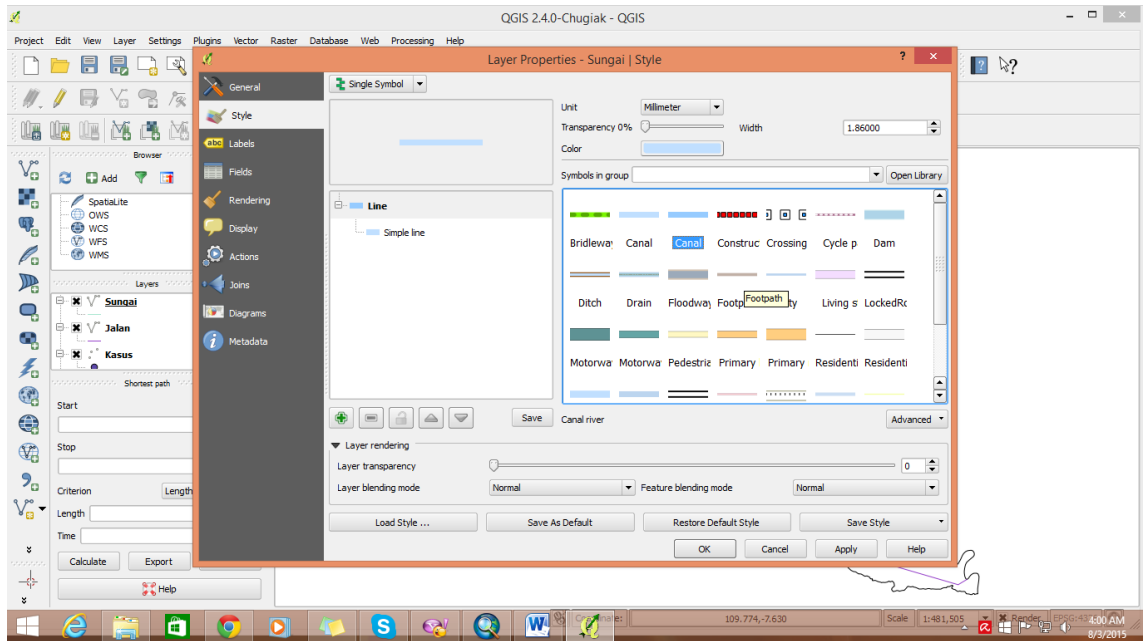 QGIS 2.4.0-Chugiak - QGIS
Project Edit View Layer Settings Plugins Vector Raster Database Web Processing Help
Layer Properties - Sungai | Style
General
Style
Labels
Fields
Rendering
Display
Actions
Joins
Diagrams
Metadata
Single Symbol
Unit Milimeter
Transparency 0% Width 1.86000
Color
Symbols in group Open Library
Line
Simple line
Bridleway Canal Canal Construc Crossing Cycle p Dam
Ditch Drain Floodway Footp Footpath ty Living s LockedRo
Motorwa Motorwa Pedestria Primary Primary Residenti Residenti
Save Canal river Advanced
Layer rendering
Layer transparency 0
Layer blending mode Normal Feature blending mode Normal
Load Style ... Save As Default Restore Default Style Save Style
OK Cancel Apply Help
Browser
Add
SpatiaLite
OWS
WCS
WFS
WMS
Layers
Sungai
Jalan
Kasus
Shortest path
Start
Stop
Criterion Length
Length
Time
Calculate Export
Help
109.774,-7.630 Scale 1:481,505 Render
4:00 AM
8/3/2015